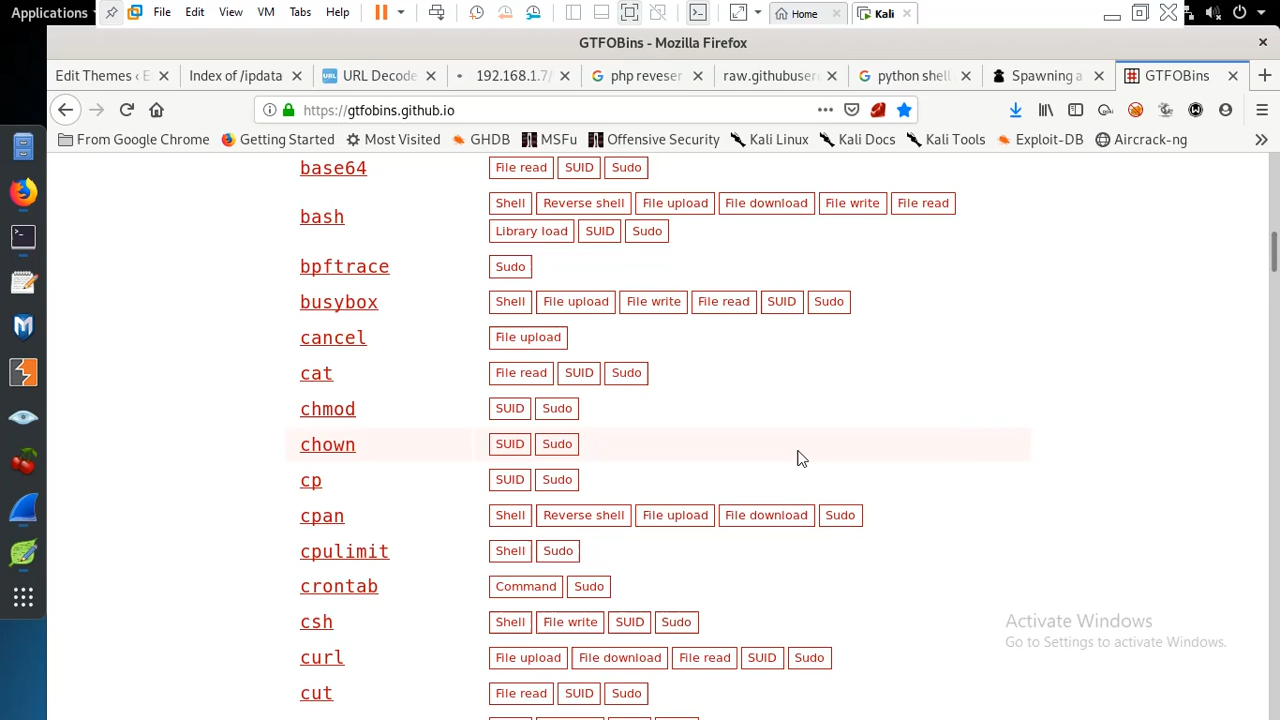 Applications File Edit View VM Tabs Help Home Kali
GTFOBins - Mozilla Firefox
Edit Themes ‹ E Index of /ipdata URL Decode 192.168.1.7/ php reveser raw.githubuser python shell Spawning a GTFOBins
https://gtfobins.github.io
From Google Chrome Getting Started Most Visited GHDB MSFu Offensive Security Kali Linux Kali Docs Kali Tools Exploit-DB Aircrack-ng
base64 File read SUID Sudo
bash Shell Reverse shell File upload File download File write File read
Library load SUID Sudo
bpftrace Sudo
busybox Shell File upload File write File read SUID Sudo
cancel File upload
cat File read SUID Sudo
chmod SUID Sudo
chown SUID Sudo
cp SUID Sudo
cpan Shell Reverse shell File upload File download Sudo
cpulimit Shell Sudo
crontab Command Sudo
csh Shell File write SUID Sudo
curl File upload File download File read SUID Sudo
cut File read SUID Sudo
Activate Windows
Go to Settings to activate Windows.